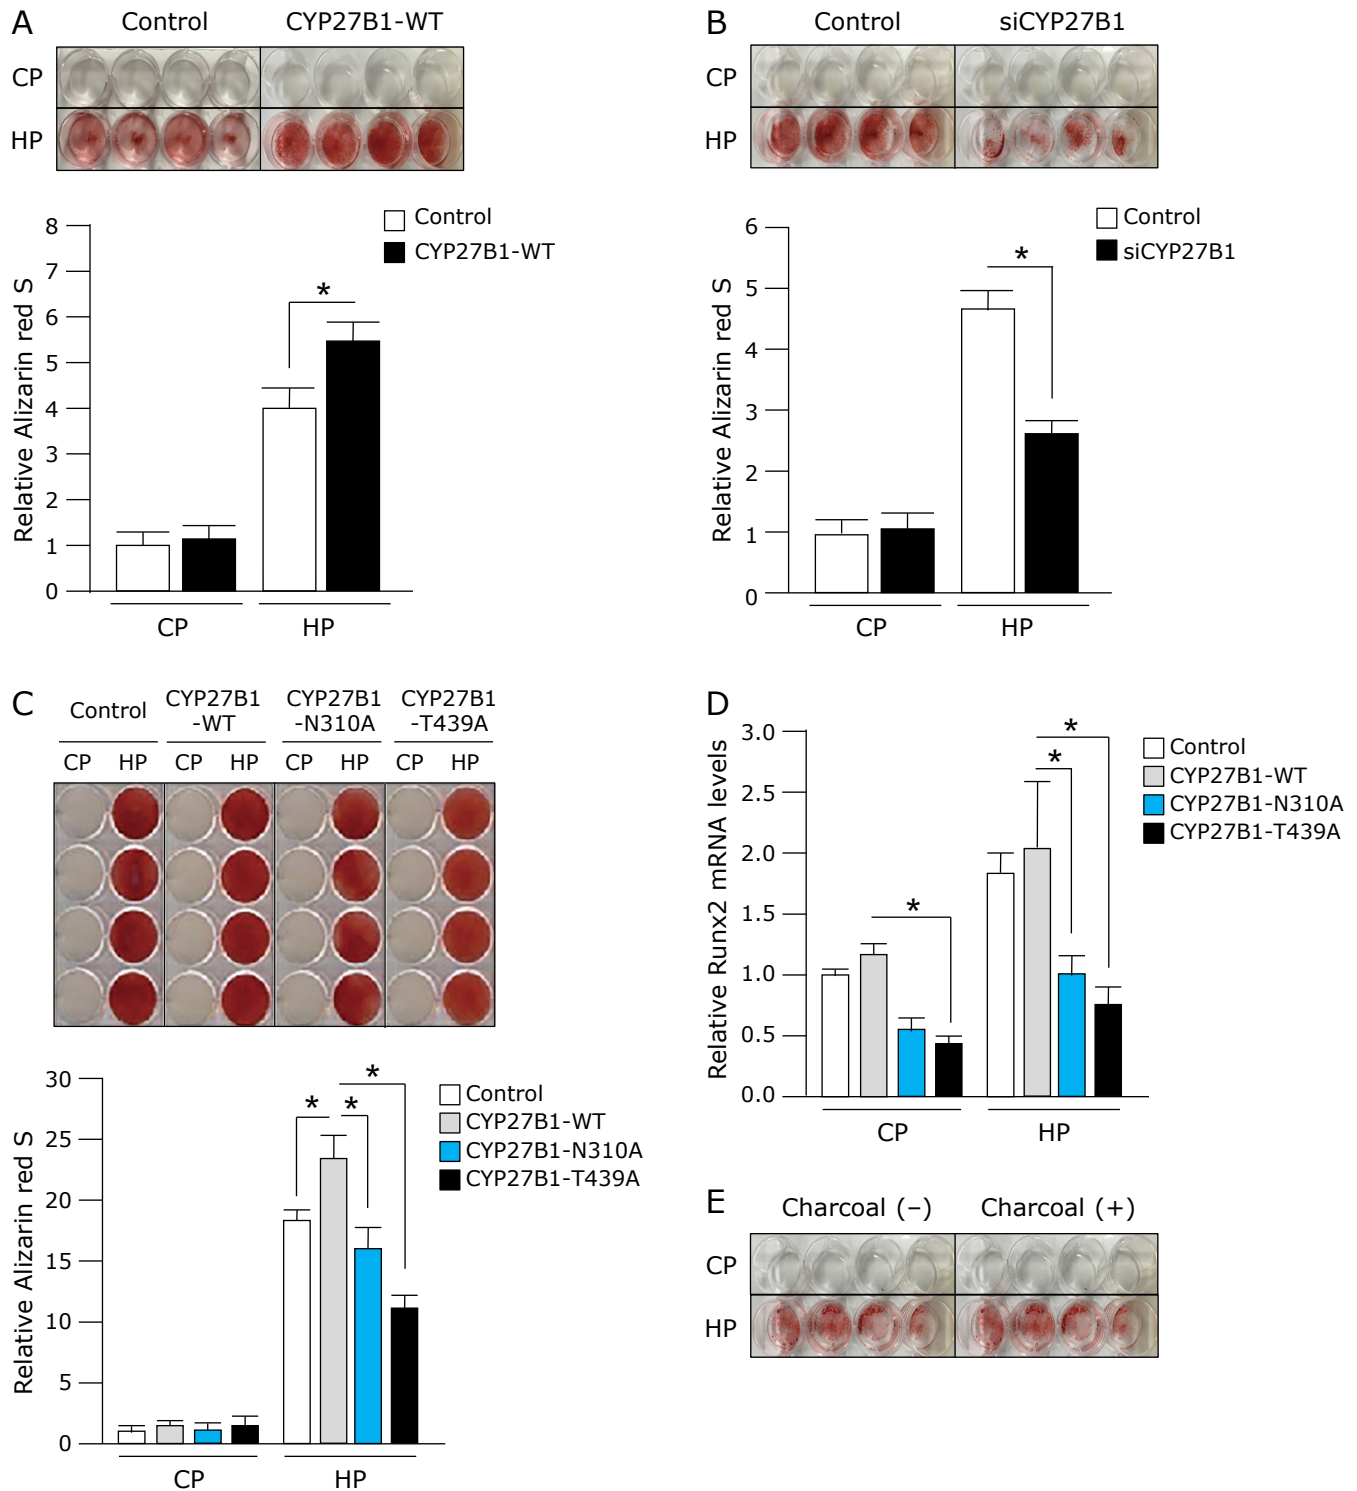 A
Control CYP27B1-WT
CP
HP
8
7
6
5
4
3
2
1
0
Relative Alizarin red S
Control
CYP27B1-WT
*
CP HP
B
Control siCYP27B1
CP
HP
6
5
4
3
2
1
0
Relative Alizarin red S
Control
siCYP27B1
*
CP HP
C
Control
CYP27B1
-WT
CYP27B1
-N310A
CYP27B1
-T439A
CP HP CP HP CP HP CP HP
30
25
20
15
10
5
0
Relative Alizarin red S
Control
CYP27B1-WT
CYP27B1-N310A
CYP27B1-T439A
*
* *
CP HP
D
3.0
2.5
2.0
1.5
1.0
0.5
0.0
Relative Runx2 mRNA levels
Control
CYP27B1-WT
CYP27B1-N310A
CYP27B1-T439A
*
*
*
CP HP
E
Charcoal (–) Charcoal (+)
CP
HP